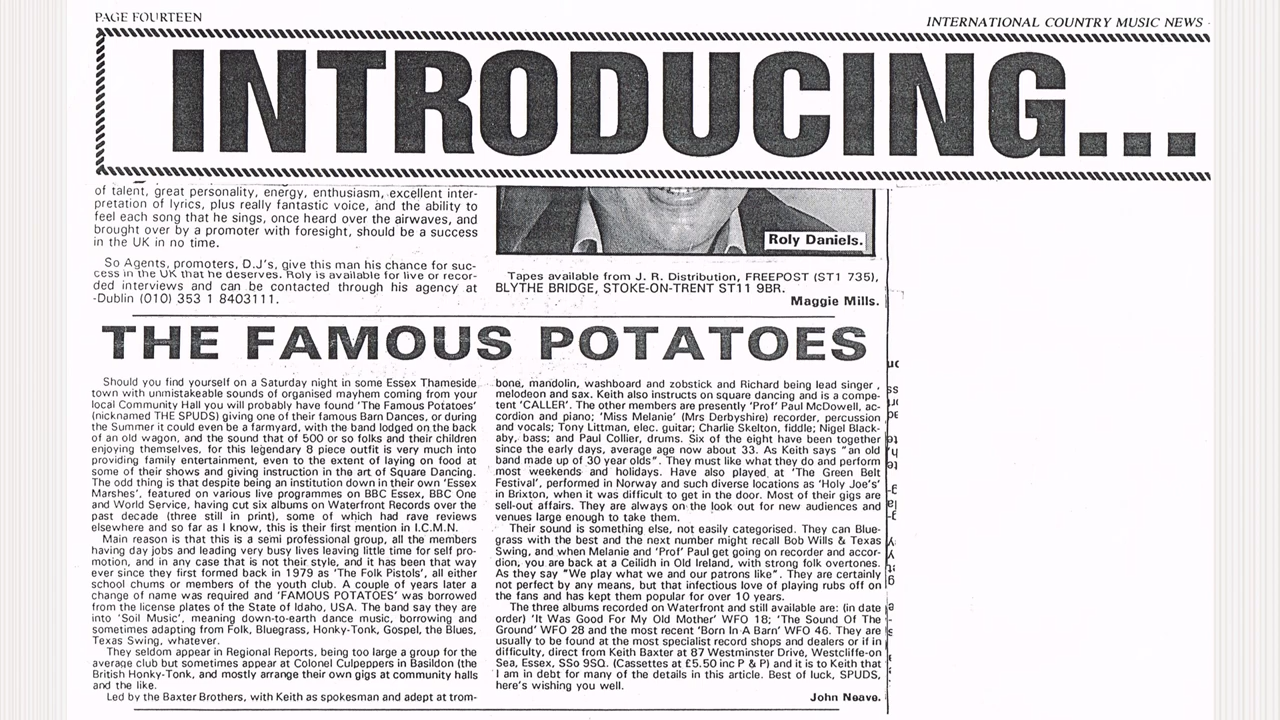 PAGE FOURTEEN
INTERNATIONAL COUNTRY MUSIC NEWS
INTRODUCING...
of talent, great personality, energy, enthusiasm, excellent inter-
pretation of lyrics, plus really fantastic voice, and the ability to
feel each song that he sings, once heard over the airwaves, and
brought over by a promoter with foresight, should be a success
in the UK in no time.
So Agents, promoters, D.J's, give this man his chance for suc-
cess in the UK that he deserves. Roly is available for live or recor-
ded interviews and can be contacted through his agency at
-Dublin (010) 353 1 8403111.
Roly Daniels.
Tapes available from J. R. Distribution, FREEPOST (ST1 735),
BLYTHE BRIDGE, STOKE-ON-TRENT ST11 9BR.
Maggie Mills.
THE FAMOUS POTATOES
Should you find yourself on a Saturday night in some Essex Thameside
town with unmistakeable sounds of organised mayhem coming from your
local Community Hall you will probably have found 'The Famous Potatoes'
(nicknamed THE SPUDS) giving one of their famous Barn Dances, or during
the Summer it could even be a farmyard, with the band lodged on the back
of an old wagon, and the sound that of 500 or so folks and their children
enjoying themselves, for this legendary 8 piece outfit is very much into
providing family entertainment, even to the extent of laying on food at
some of their shows and giving instruction in the art of Square Dancing.
The odd thing is that despite being an institution down in their own 'Essex
Marshes', featured on various live programmes on BBC Essex, BBC One
and World Service, having cut six albums on Waterfront Records over the
past decade (three still in print), some of which had rave reviews
elsewhere and so far as I know, this is their first mention in I.C.M.N.
Main reason is that this is a semi professional group, all the members
having day jobs and leading very busy lives leaving little time for self pro-
motion, and in any case that is not their style, and it has been that way
ever since they first formed back in 1979 as 'The Folk Pistols', all either
school chums or members of the youth club. A couple of years later a
change of name was required and 'FAMOUS POTATOES' was borrowed
from the license plates of the State of Idaho, USA. The band say they are
into 'Soil Music', meaning down-to-earth dance music, borrowing and
sometimes adapting from Folk, Bluegrass, Honky-Tonk, Gospel, the Blues,
Texas Swing, whatever.
They seldom appear in Regional Reports, being too large a group for the
average club but sometimes appear at Colonel Culpeppers in Basildon (the
British Honky-Tonk, and mostly arrange their own gigs at community halls
and the like.
Led by the Baxter Brothers, with Keith as spokesman and adept at trom-
bone, mandolin, washboard and zobstick and Richard being lead singer ,
melodeon and sax. Keith also instructs on square dancing and is a compe-
tent 'CALLER'. The other members are presently 'Prof' Paul McDowell, ac-
cordion and piano; 'Miss Melanie' (Mrs Derbyshire) recorder, percussion
and vocals; Tony Littman, elec. guitar; Charlie Skelton, fiddle; Nigel Black-
aby, bass; and Paul Collier, drums. Six of the eight have been together
since the early days, average age now about 33. As Keith says "an old
band made up of 30 year olds". They must like what they do and perform
most weekends and holidays. Have also played at 'The Green Belt
Festival', performed in Norway and such diverse locations as 'Holy Joe's'
in Brixton, when it was difficult to get in the door. Most of their gigs are
sell-out affairs. They are always on the look out for new audiences and
venues large enough to take them.
Their sound is something else, not easily categorised. They can Blue-
grass with the best and the next number might recall Bob Wills & Texas
Swing, and when Melanie and 'Prof' Paul get going on recorder and accor-
dion, you are back at a Ceilidh in Old Ireland, with strong folk overtones.
As they say "We play what we and our patrons like". They are certainly
not perfect by any means, but that infectious love of playing rubs off on
the fans and has kept them popular for over 10 years.
The three albums recorded on Waterfront and still available are: (in date
order) 'It Was Good For My Old Mother' WFO 18; 'The Sound Of The
Ground' WFO 28 and the most recent 'Born In A Barn' WFO 46. They are
usually to be found at the most specialist record shops and dealers or if in
difficulty, direct from Keith Baxter at 87 Westminster Drive, Westcliffe-on
Sea, Essex, SSo 9SQ. (Cassettes at £5.50 inc P & P) and it is to Keith that
I am in debt for many of the details in this article. Best of luck, SPUDS,
here's wishing you well.
John Neave.